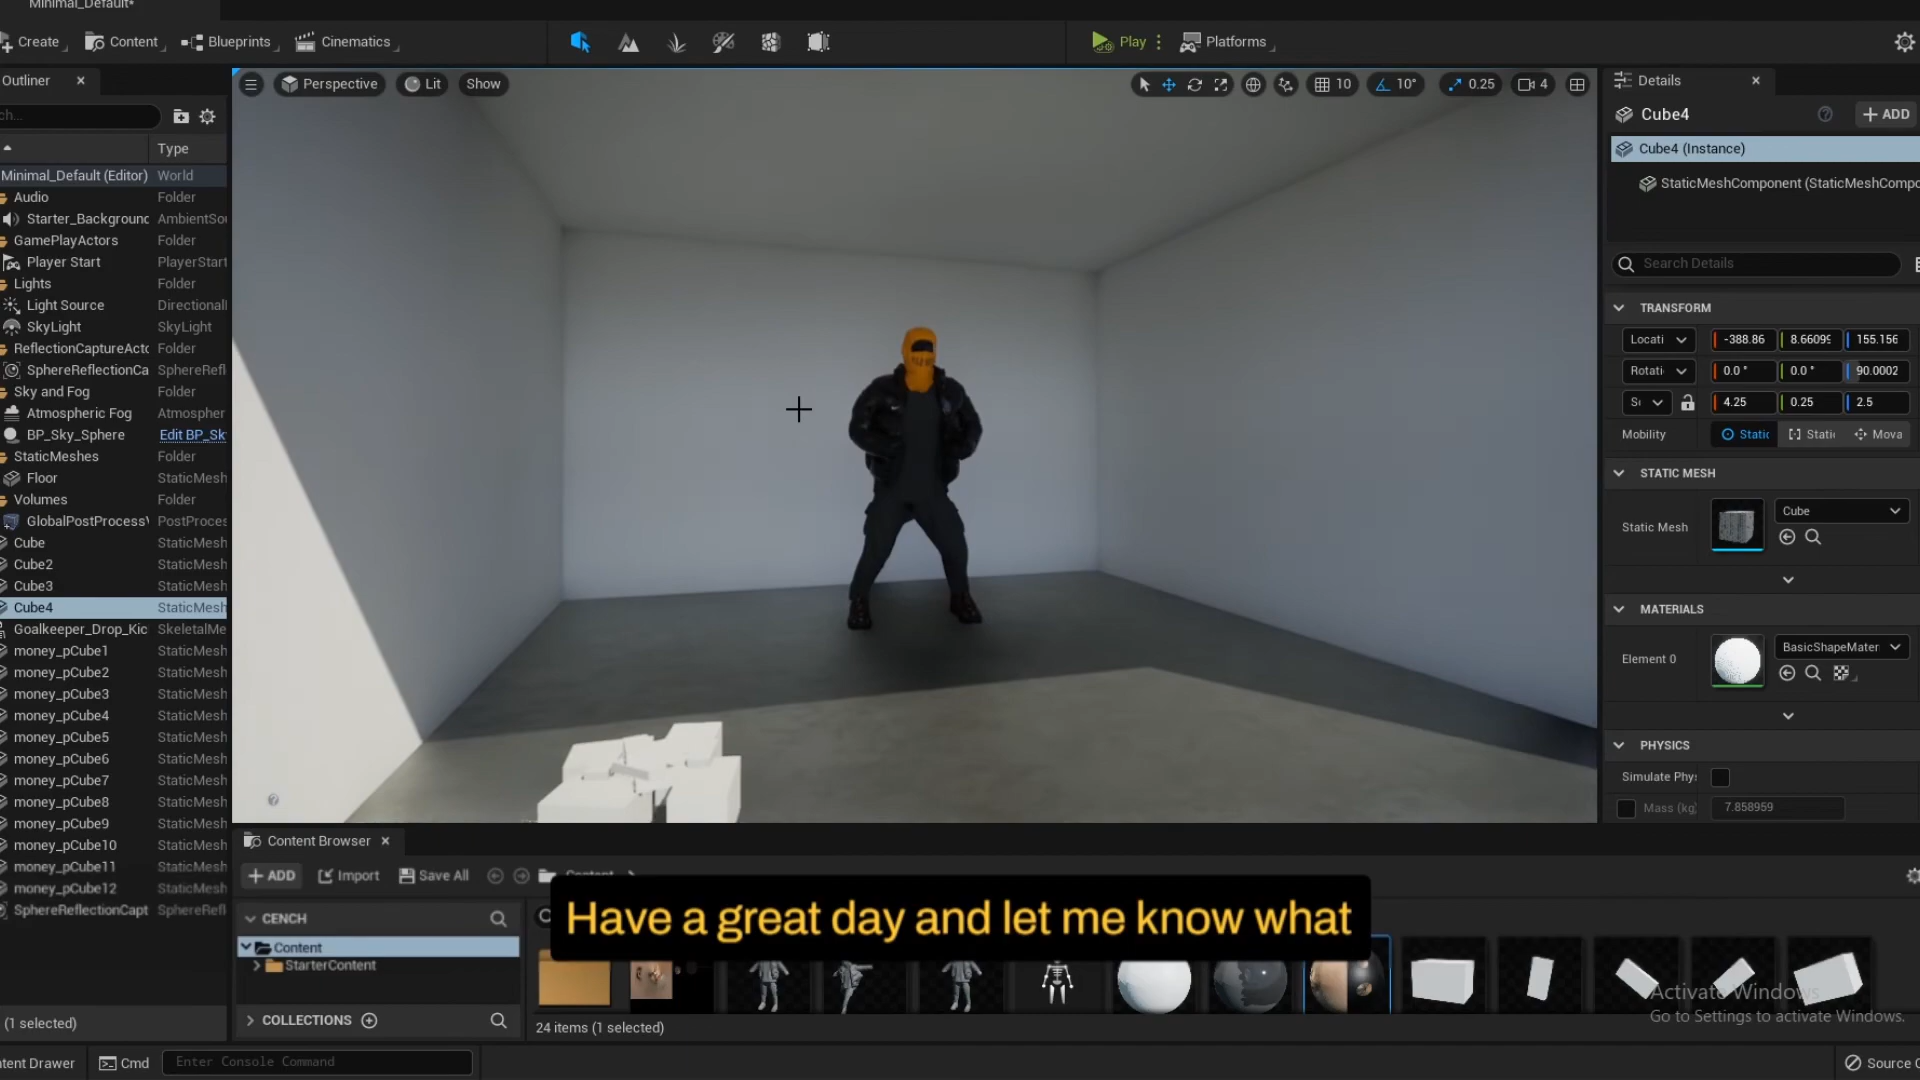 Minimal_Default*
Create
Content
Blueprints
Cinematics
Play
Platforms
Outliner
Perspective
Lit
Show
10
10°
0.25
4
Details
Cube4
ADD
Type
Cube4 (Instance)
StaticMeshComponent (StaticMeshCompo
Minimal_Default (Editor) World
Audio Folder
Starter_Background AmbientSou
GamePlayActors Folder
Player Start PlayerStart
Lights Folder
Light Source Directionall
SkyLight SkyLight
ReflectionCaptureActo Folder
SphereReflectionCa SphereRefl
Sky and Fog Folder
Atmospheric Fog Atmospher
BP_Sky_Sphere Edit BP_Sk
StaticMeshes Folder
Floor StaticMesh
Volumes Folder
GlobalPostProcessV PostProces
Cube StaticMesh
Cube2 StaticMesh
Cube3 StaticMesh
Cube4 StaticMesh
Goalkeeper_Drop_Kic SkeletalMe
money_pCube1 StaticMesh
money_pCube2 StaticMesh
money_pCube3 StaticMesh
money_pCube4 StaticMesh
money_pCube5 StaticMesh
money_pCube6 StaticMesh
money_pCube7 StaticMesh
money_pCube8 StaticMesh
money_pCube9 StaticMesh
money_pCube10 StaticMesh
money_pCube11 StaticMesh
money_pCube12 StaticMesh
SphereReflectionCapt SphereRefl
(1 selected)
Search Details
TRANSFORM
Locati -388.86 8.66099 155.156
Rotati 0.0 ° 0.0 ° 90.0002
4.25 0.25 2.5
Mobility Static Static Mova
STATIC MESH
Static Mesh Cube
MATERIALS
Element 0 BasicShapeMater
PHYSICS
Simulate Phys
Mass (kg) 7.858959
Content Browser
ADD Import Save All Content
CENCH
Content
StarterContent
COLLECTIONS
Have a great day and let me know what
24 items (1 selected)
Activate Windows
Go to Settings to activate Windows.
tent Drawer
Cmd
Enter Console Command
Source C